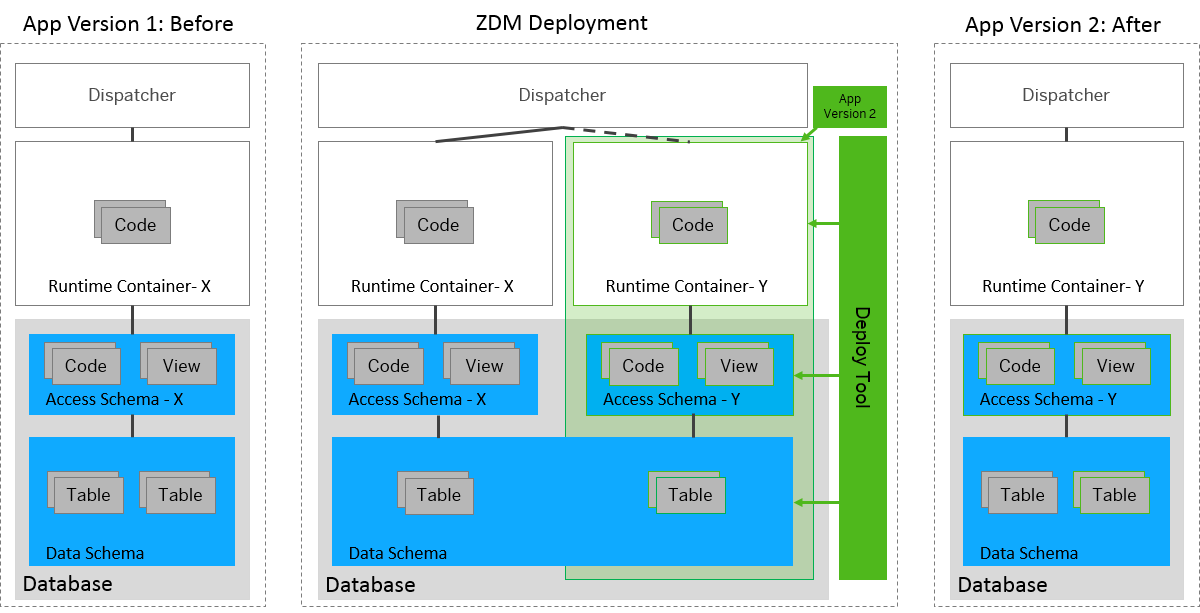 App Version 1: Before
Dispatcher
Code
Runtime Container- X
Code
View
Access Schema - X
Table
Table
Data Schema
Database
ZDM Deployment
Dispatcher
App
Version 2
Code
Runtime Container- X
Code
Runtime Container- Y
Code
View
Access Schema - X
Code
View
Access Schema - Y
Table
Table
Data Schema
Database
Deploy Tool
App Version 2: After
Dispatcher
Code
Runtime Container- Y
Code
View
Access Schema - Y
Table
Table
Data Schema
Database